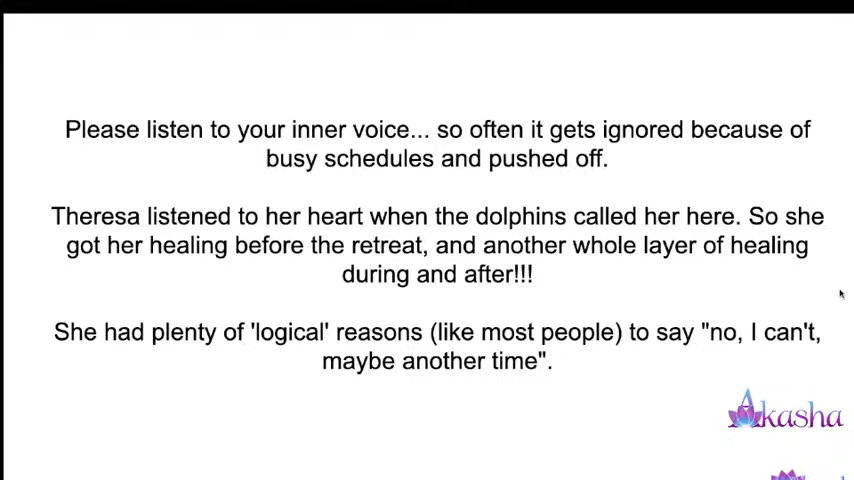 Please listen to your inner voice... so often it gets ignored because of
busy schedules and pushed off.
Theresa listened to her heart when the dolphins called her here. So she
got her healing before the retreat, and another whole layer of healing
during and after!!!
She had plenty of 'logical' reasons (like most people) to say "no, I can't,
maybe another time".
Akasha